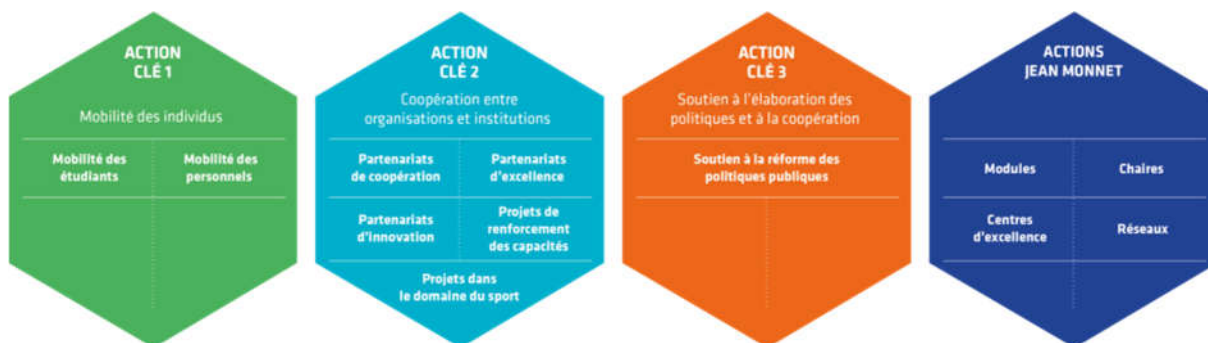 ACTION
CLÉ 1
Mobilité des individus
Mobilité des
étudiants
Mobilité des
personnels
ACTION
CLÉ 2
Coopération entre
organisations et institutions
Partenariats
de coopération
Partenariats
d'excellence
Partenariats
d'innovation
Projets de
renforcement
des capacités
Projets dans
le domaine du sport
ACTION
CLÉ 3
Soutien à l'élaboration des
politiques et à la coopération
Soutien à la réforme des
politiques publiques
ACTIONS
JEAN MONNET
Modules
Chaires
Centres
d'excellence
Réseaux